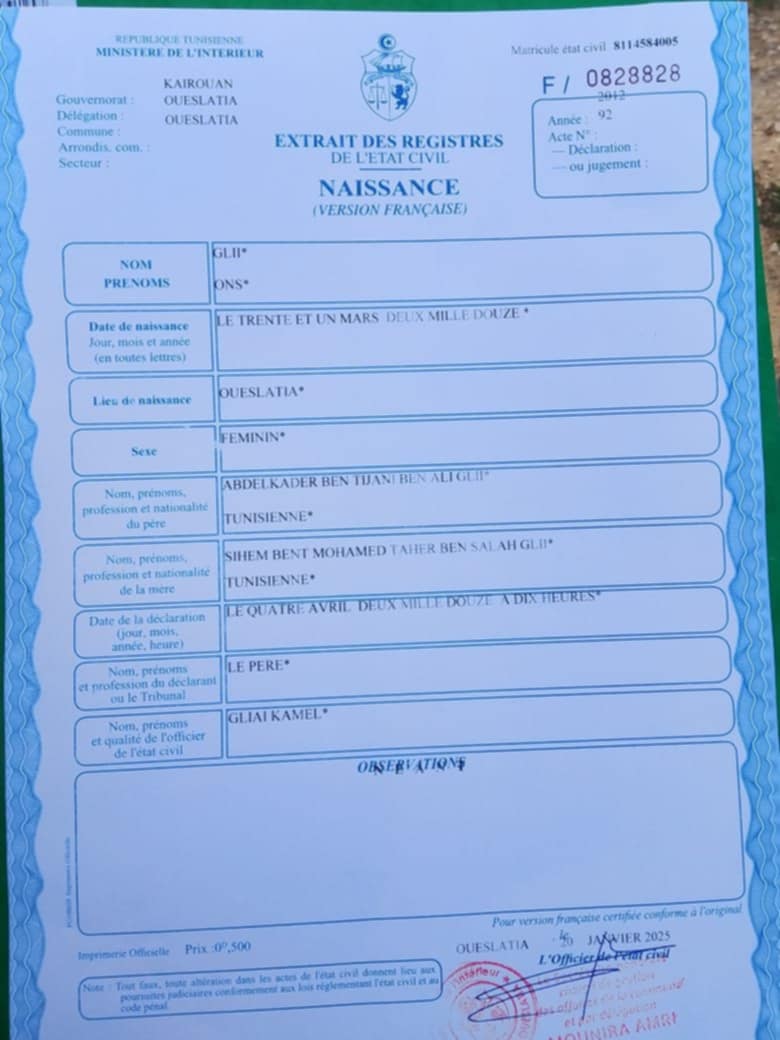 REPUBLIQUE TUNISIENNE
MINISTERE DE L'INTERIEUR
Matricule état civil 8114584005
F/ 0828828
KAIROUAN
Gouvernorat : OUESLATIA
Délégation : OUESLATIA
Commune :
Arrondis. com. :
Secteur :
2012
Année : 92
Acte N° :
— Déclaration :
— ou jugement :
EXTRAIT DES REGISTRES
DE L'ETAT CIVIL
NAISSANCE
(VERSION FRANÇAISE)
NOM GLII*
PRENOMS ONS*
Date de naissance LE TRENTE ET UN MARS DEUX MILLE DOUZE *
Jour, mois et année
(en toutes lettres)
Lieu de naissance OUESLATIA*
Sexe FEMININ*
Nom, prénoms, ABDELKADER BEN TIJANI BEN ALI GLII*
profession et nationalité
du père TUNISIENNE*
Nom, prénoms, SIHEM BENT MOHAMED TAHER BEN SALAH GLII*
profession et nationalité TUNISIENNE*
de la mère
Date de la déclaration LE QUATRE AVRIL DEUX MILLE DOUZE A DIX HEURES*
(jour, mois,
année, heure)
Nom, prénoms LE PERE*
et profession du déclarant
ou le Tribunal
Nom, prénoms GLIAI KAMEL*
et qualité de l'officier
de l'état civil
OBSERVATIONS
N E A N T
Pour version française certifiée conforme à l'original
Imprimerie Officielle Prix :0ᴰ,500
OUESLATIA le 20 JANVIER 2025
L'Officier de l'état civil
Note : Tout faux, toute altération dans les actes de l'état civil donnent lieu aux
poursuites judiciaires conformement aux lois réglementant l'état civil et au
code pénal.
MOUNIRA AMRI